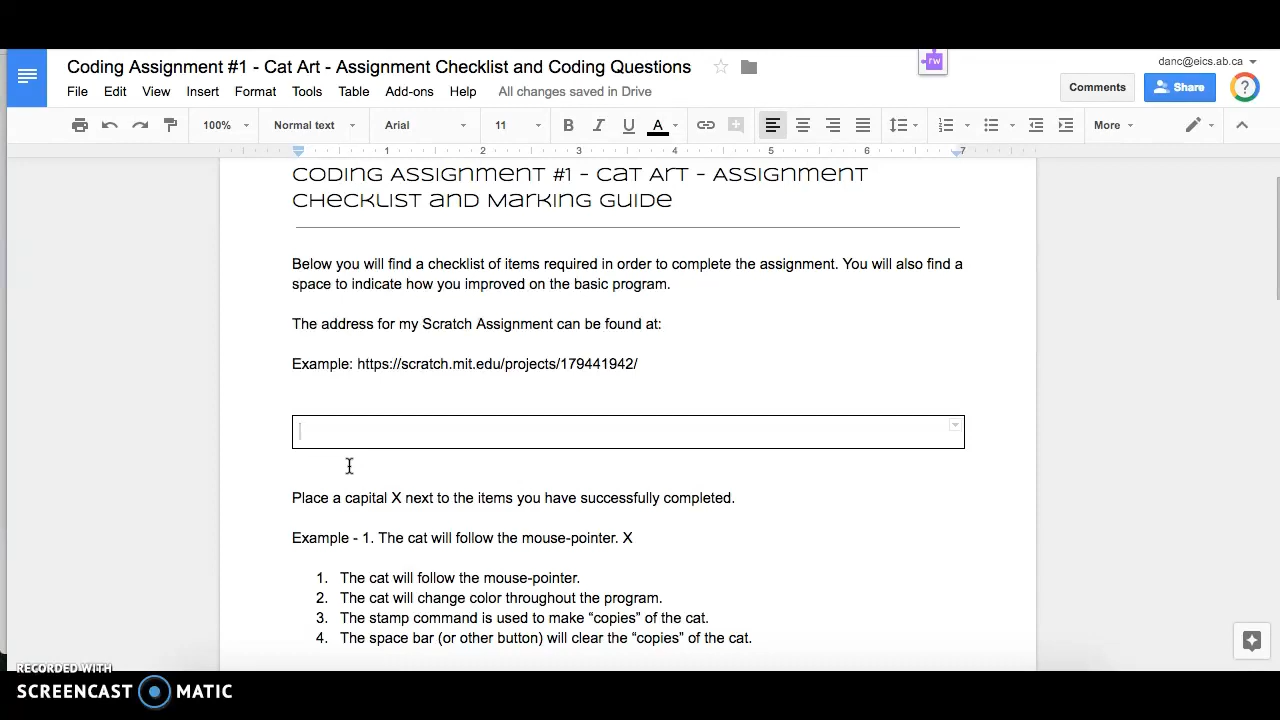 Coding Assignment #1 - Cat Art - Assignment Checklist and Coding Questions
rw
danc@eics.ab.ca
File Edit View Insert Format Tools Table Add-ons Help All changes saved in Drive
Comments
Share
?
100% Normal text Arial 11 B I U A More
1 2 3 4 5 6 7
Coding Assignment #1 - Cat Art - Assignment
Checklist and Marking Guide
Below you will find a checklist of items required in order to complete the assignment. You will also find a
space to indicate how you improved on the basic program.
The address for my Scratch Assignment can be found at:
Example: https://scratch.mit.edu/projects/179441942/
Place a capital X next to the items you have successfully completed.
Example - 1. The cat will follow the mouse-pointer. X
1. The cat will follow the mouse-pointer.
2. The cat will change color throughout the program.
3. The stamp command is used to make “copies” of the cat.
4. The space bar (or other button) will clear the “copies” of the cat.
RECORDED WITH
SCREENCAST MATIC